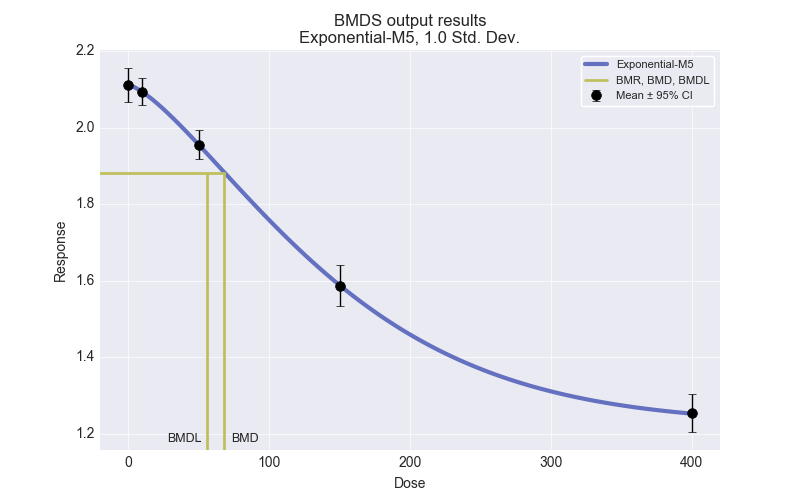 BMDS output results
Exponential-M5, 1.0 Std. Dev.
Exponential-M5
BMR, BMD, BMDL
Mean ± 95% CI
2.2
2.0
1.8
1.6
1.4
1.2
Response
BMDL
BMD
0
100
200
300
400
Dose